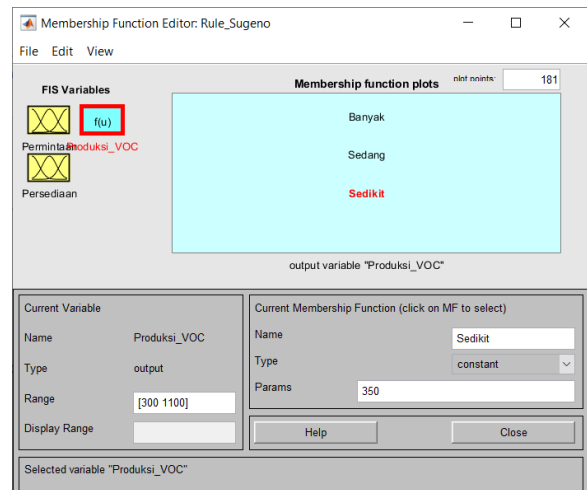 Membership Function Editor: Rule_Sugeno
File Edit View
FIS Variables
f(u)
Permintaan
Produksi_VOC
Persediaan
Membership function plots
plot points:
181
Banyak
Sedang
Sedikit
output variable "Produksi_VOC"
Current Variable
Name Produksi_VOC
Type output
Range [300 1100]
Display Range
Current Membership Function (click on MF to select)
Name Sedikit
Type constant
Params 350
Help Close
Selected variable "Produksi_VOC"